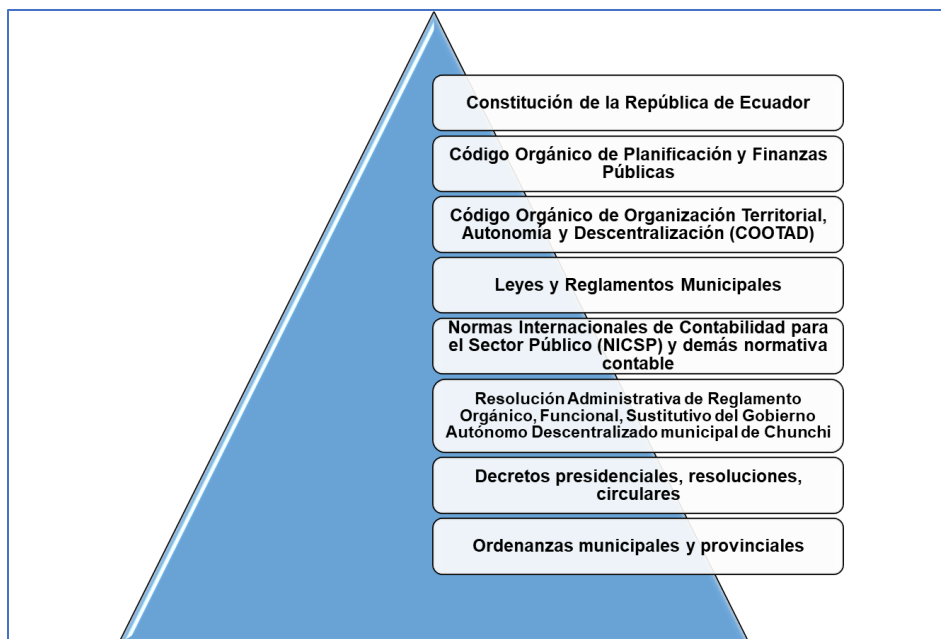 Constitución de la República de Ecuador
Código Orgánico de Planificación y Finanzas
Públicas
Código Orgánico de Organización Territorial,
Autonomía y Descentralización (COOTAD)
Leyes y Reglamentos Municipales
Normas Internacionales de Contabilidad para
el Sector Público (NICSP) y demás normativa
contable
Resolución Administrativa de Reglamento
Orgánico, Funcional, Sustitutivo del Gobierno
Autónomo Descentralizado municipal de Chunchi
Decretos presidenciales, resoluciones,
circulares
Ordenanzas municipales y provinciales